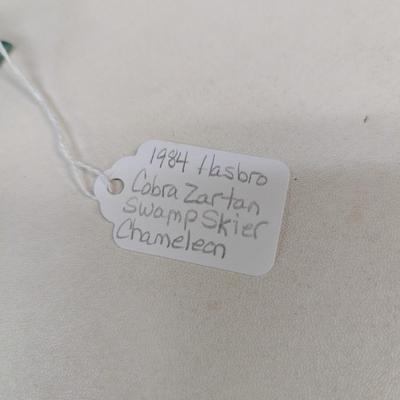 1984 Hasbro
Cobra Zartan
Swamp Skier
Chameleon